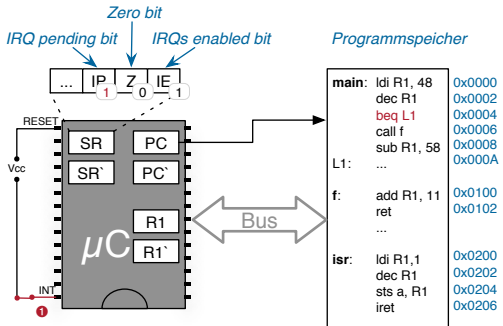 Zero bit
IRQ pending bit
IRQs enabled bit
Programmspeicher
... IP Z IE
1 0 1
RESET
Vcc
INT
1
SR PC
SR` PC`
R1
R1`
µC
Bus
main: ldi R1, 48 0x0000
dec R1 0x0002
beq L1 0x0004
call f 0x0006
sub R1, 58 0x0008
L1: ... 0x000A
f: add R1, 11 0x0100
ret 0x0102
...
isr: ldi R1,1 0x0200
dec R1 0x0202
sts a, R1 0x0204
iret 0x0206